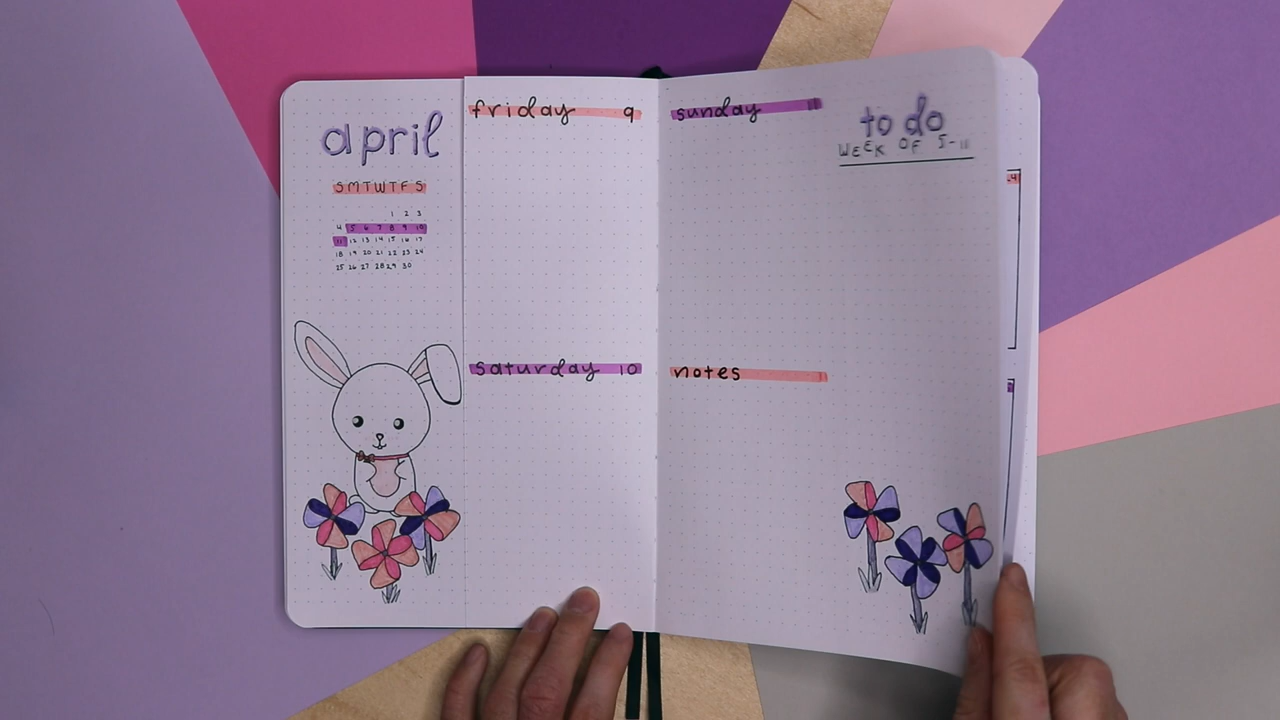 april
S M T W T F S
1 2 3
4 5 6 7 8 9 10
11 12 13 14 15 16 17
18 19 20 21 22 23 24
25 26 27 28 29 30
friday 9
saturday 10
sunday 11
notes
to do
WEEK OF 5-11